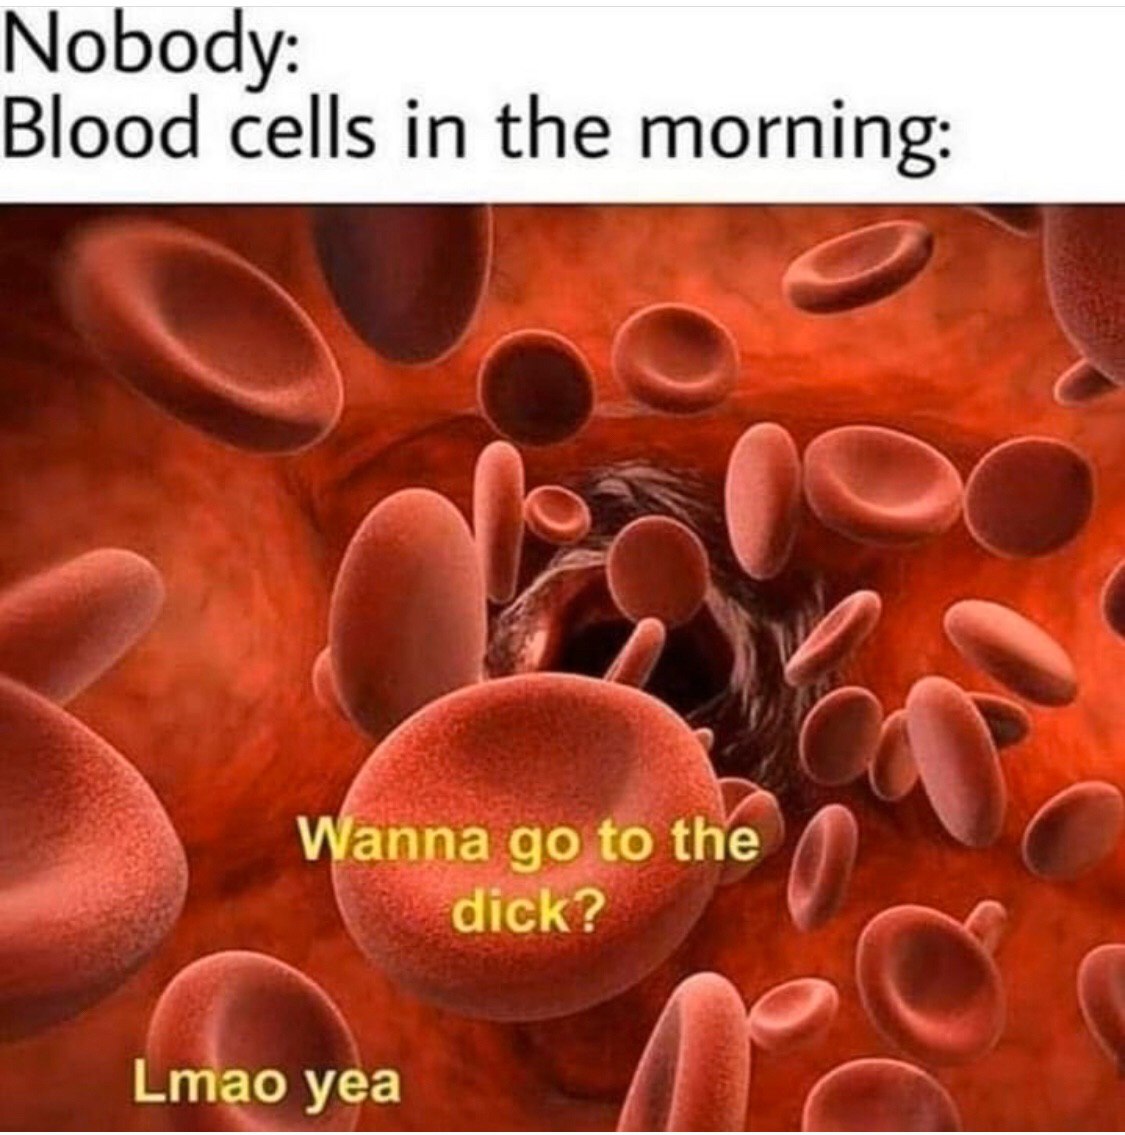 Nobody:
Blood cells in the morning:
Wanna go to the
dick?
Lmao yea